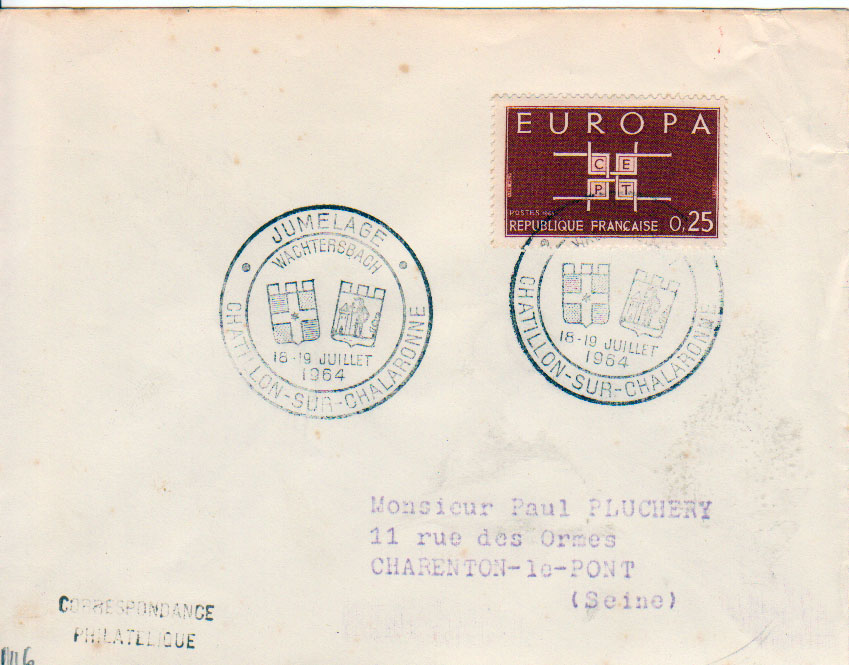 EUROPA
C E
P T
POSTES 1963
REPUBLIQUE FRANÇAISE 0,25
JUMELAGE
WACHTERSBACH
18-19 JUILLET
1964
CHATILLON-SUR-CHALARONNE
18-19 JUILLET
1964
CHATILLON-SUR-CHALARONNE
Monsieur Paul PLUCHERY
11 rue des Ormes
CHARENTON-le-PONT
(Seine)
CORRESPONDANCE
PHILATELIQUE